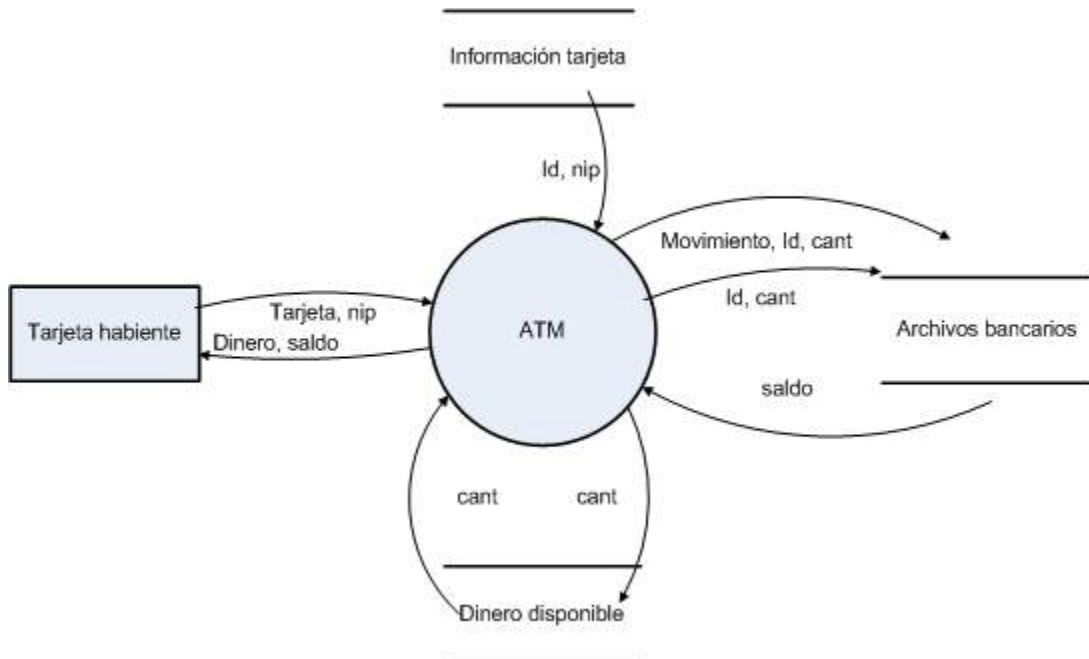 Información tarjeta
Id, nip
Movimiento, Id, cant
Id, cant
Tarjeta, nip
Tarjeta habiente
ATM
Archivos bancarios
Dinero, saldo
saldo
cant
cant
Dinero disponible